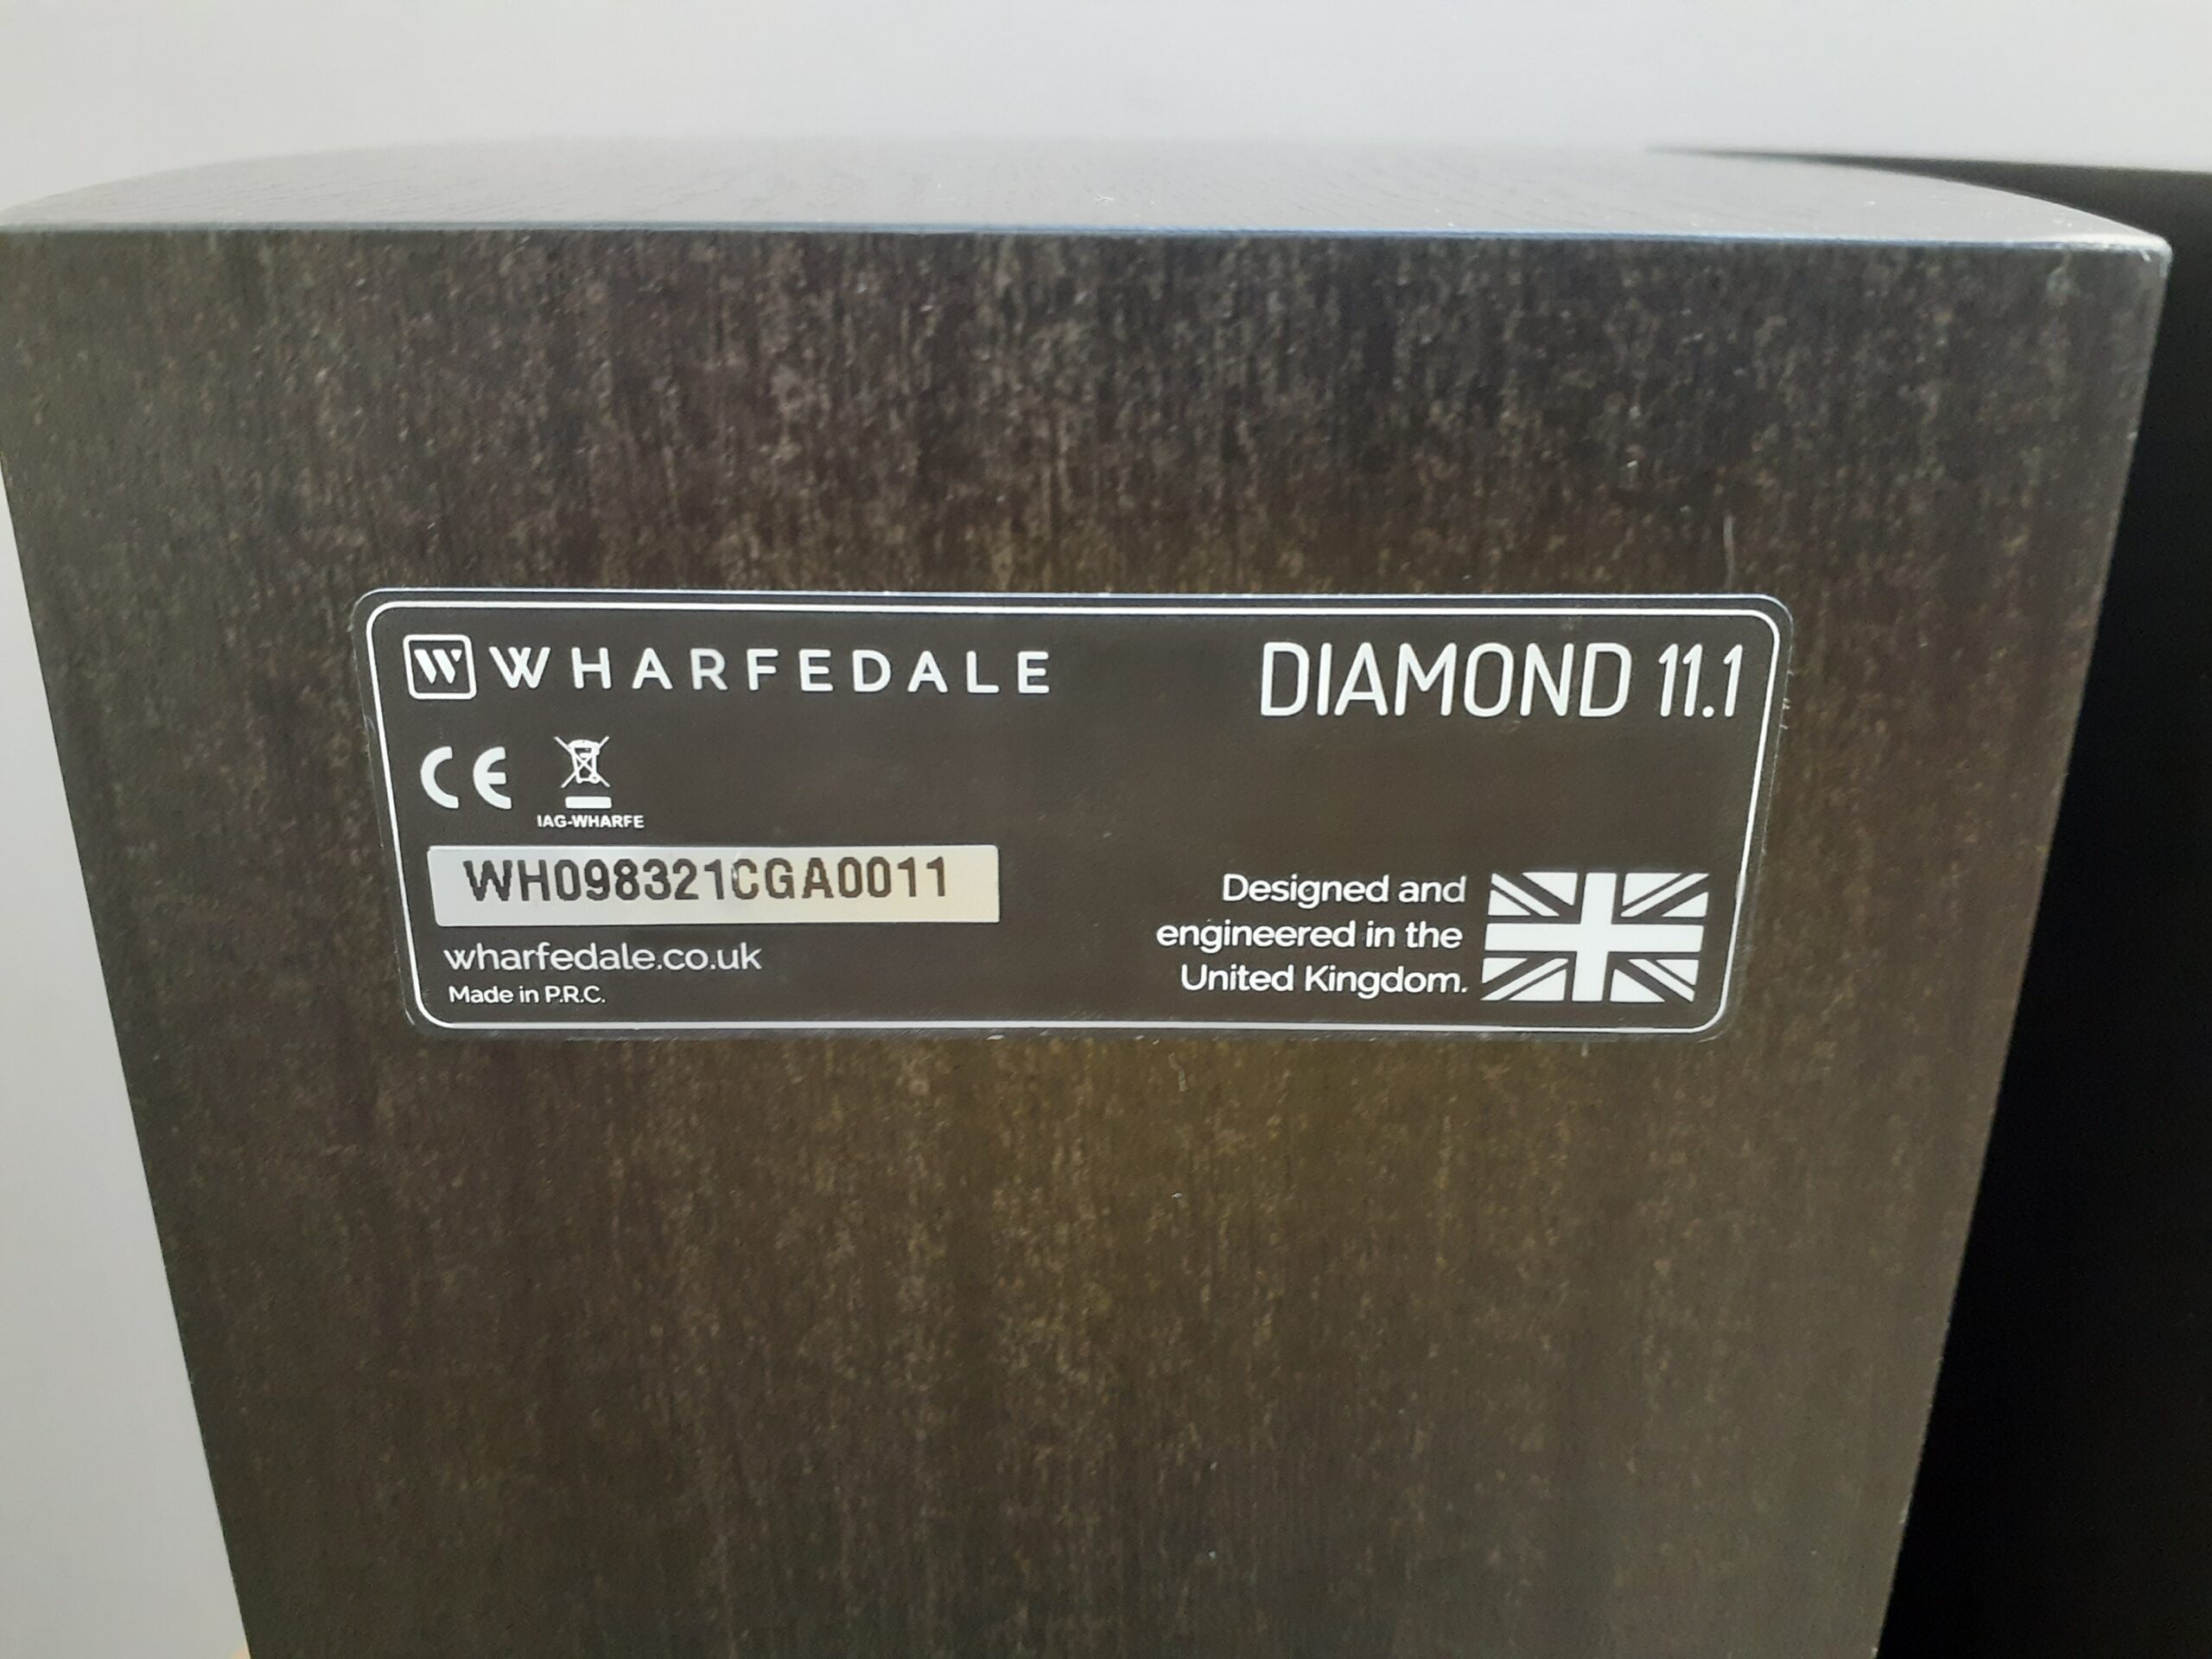 W WHARFEDALE
DIAMOND 11.1
CE
IAG-WHARFE
WH098321CGA0011
wharfedale.co.uk
Made in P.R.C.
Designed and
engineered in the
United Kingdom.